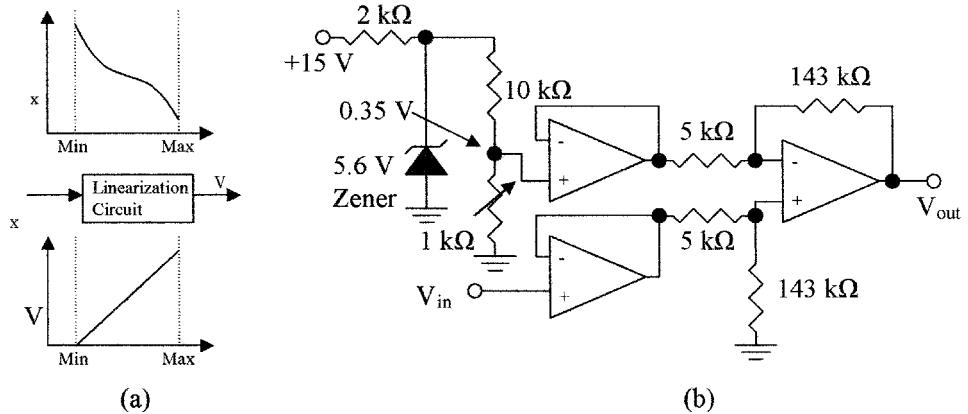 x
Min
Max
Linearization
Circuit
x
V
V
Min
Max
(a)
2 kΩ
+15 V
0.35 V
10 kΩ
5.6 V
Zener
1 kΩ
-
+
5 kΩ
143 kΩ
-
+
V_out
V_in
-
+
5 kΩ
143 kΩ
(b)